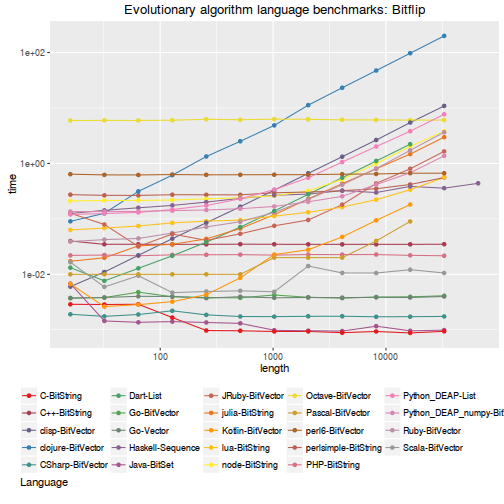 Evolutionary algorithm language benchmarks: Bitflip
1e+02
1e+00
1e-02
time
100
1000
10000
length
C-BitString
Dart-List
JRuby-BitVector
Octave-BitVector
Python_DEAP-List
C++-BitString
Go-BitVector
julia-BitString
Pascal-BitVector
Python_DEAP_numpy-Bit
clisp-BitVector
Go-Vector
Kotlin-BitVector
perl6-BitVector
Ruby-BitVector
clojure-BitVector
Haskell-Sequence
lua-BitString
perlsimple-BitString
Scala-BitVector
CSharp-BitVector
Java-BitSet
node-BitString
PHP-BitString
Language